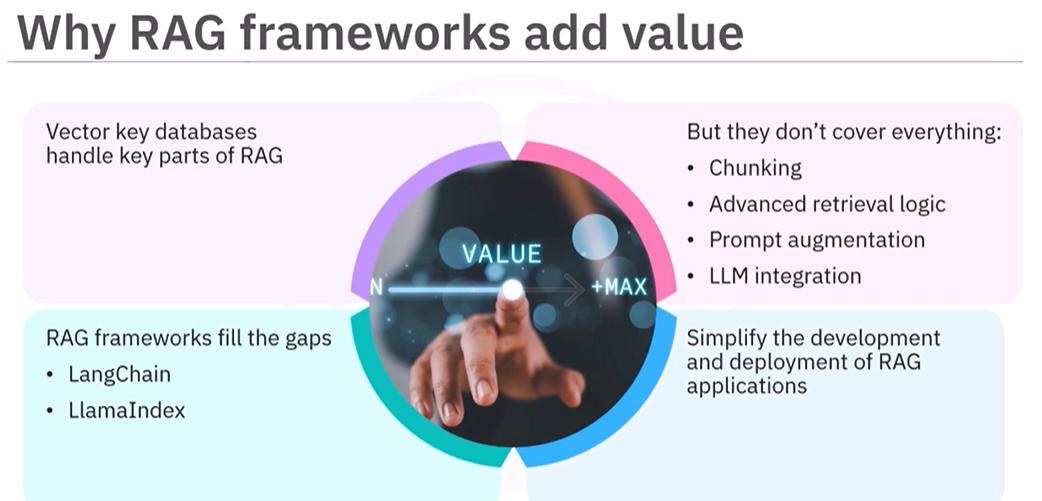 Why RAG frameworks add value
Vector key databases
handle key parts of RAG
But they don’t cover everything:
• Chunking
• Advanced retrieval logic
• Prompt augmentation
• LLM integration
VALUE
N
+MAX
RAG frameworks fill the gaps
• LangChain
• LlamaIndex
Simplify the development
and deployment of RAG
applications